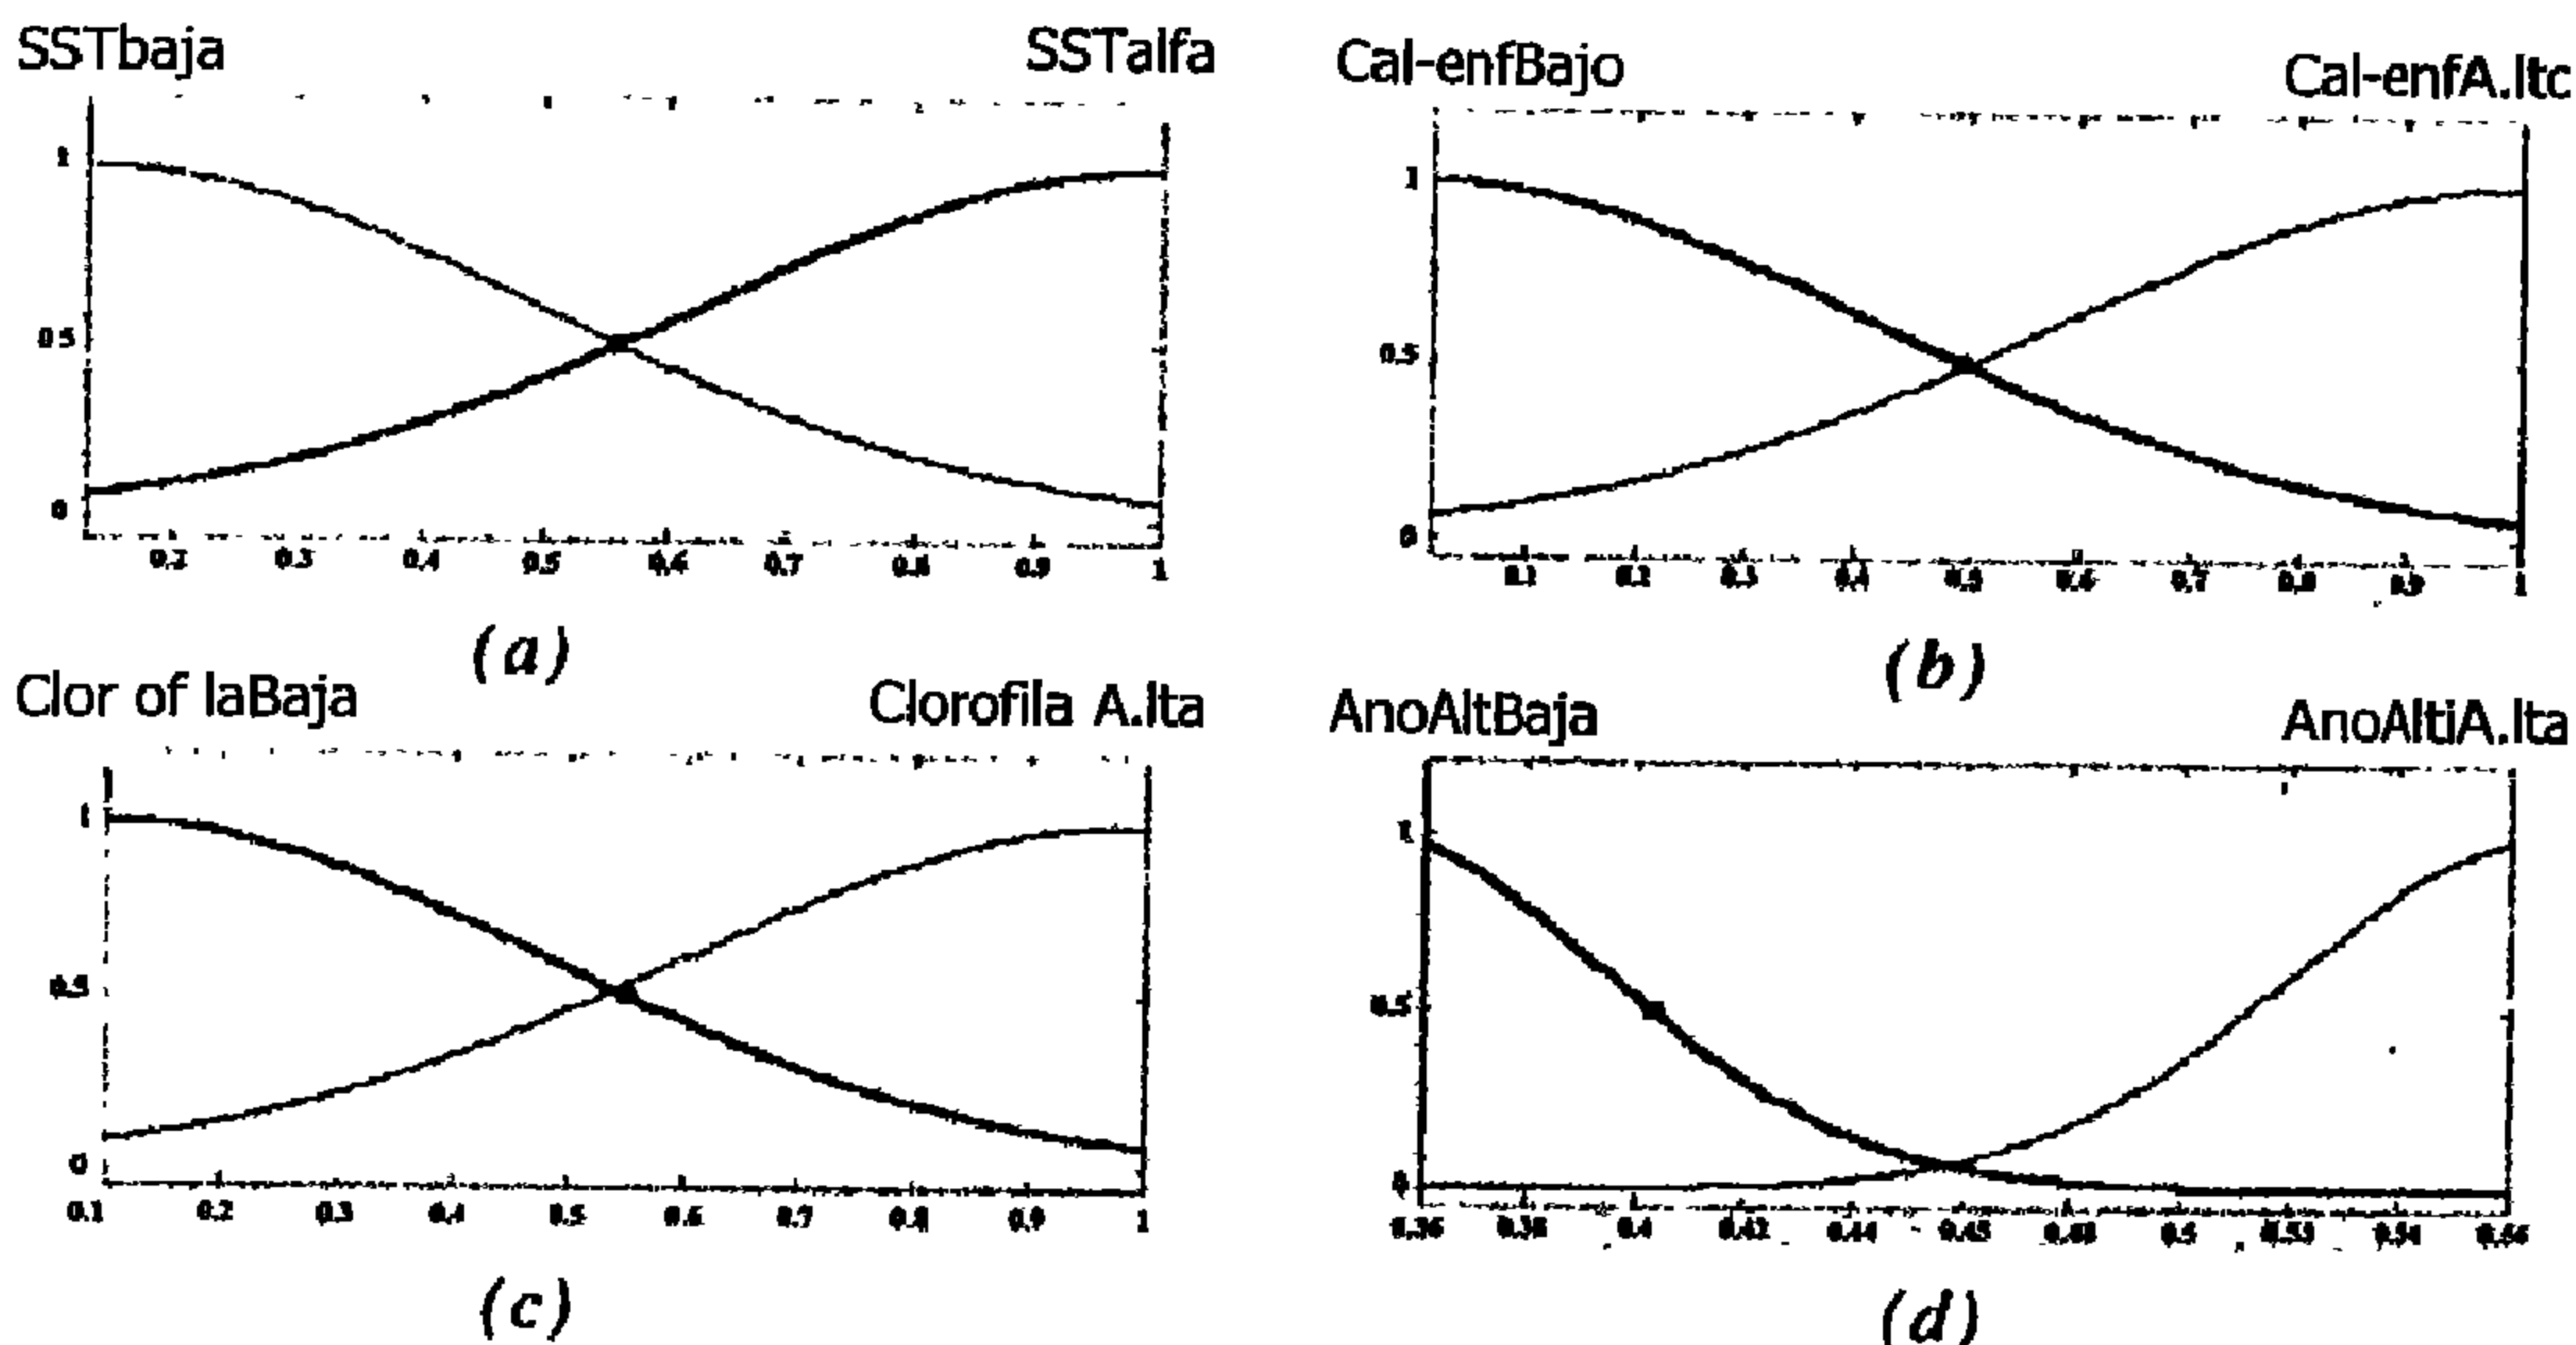 SSTbaja SSTalfa
1
0.5
0
0.2 0.3 0.4 0.5 0.6 0.7 0.8 0.9 1
(a)
Cal-enfBajo Cal-enfA.ltc
1
0.5
0
0.1 0.2 0.3 0.4 0.5 0.6 0.7 0.8 0.9 1
(b)
Clor of laBaja Clorofila A.lta
1
0.5
0
0.1 0.2 0.3 0.4 0.5 0.6 0.7 0.8 0.9 1
(c)
AnoAltBaja AnoAltiA.lta
1
0.5
0
0.36 0.38 0.4 0.42 0.44 0.5 0.54
(d)